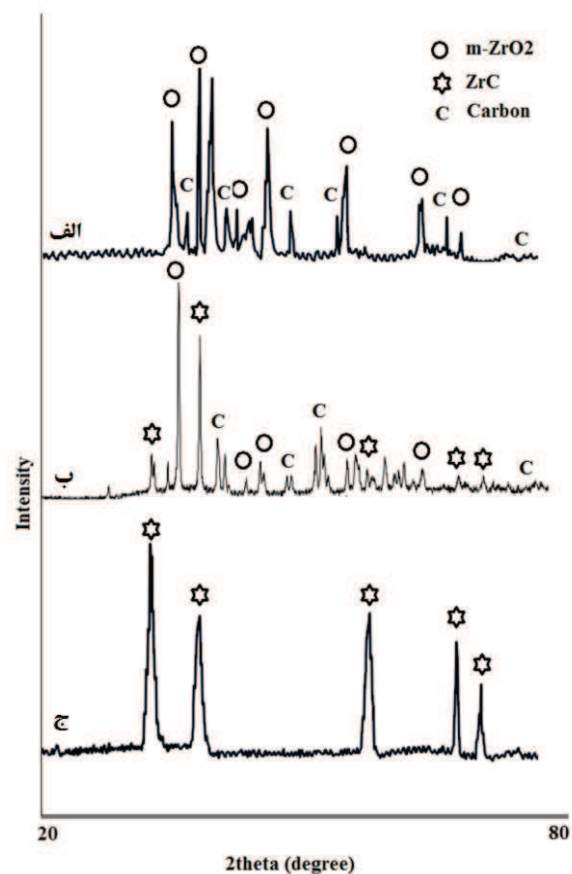 m-ZrO2
ZrC
C Carbon
C C C C C
الف
C C C C
ب
ج
Intensity
20 80
2theta (degree)